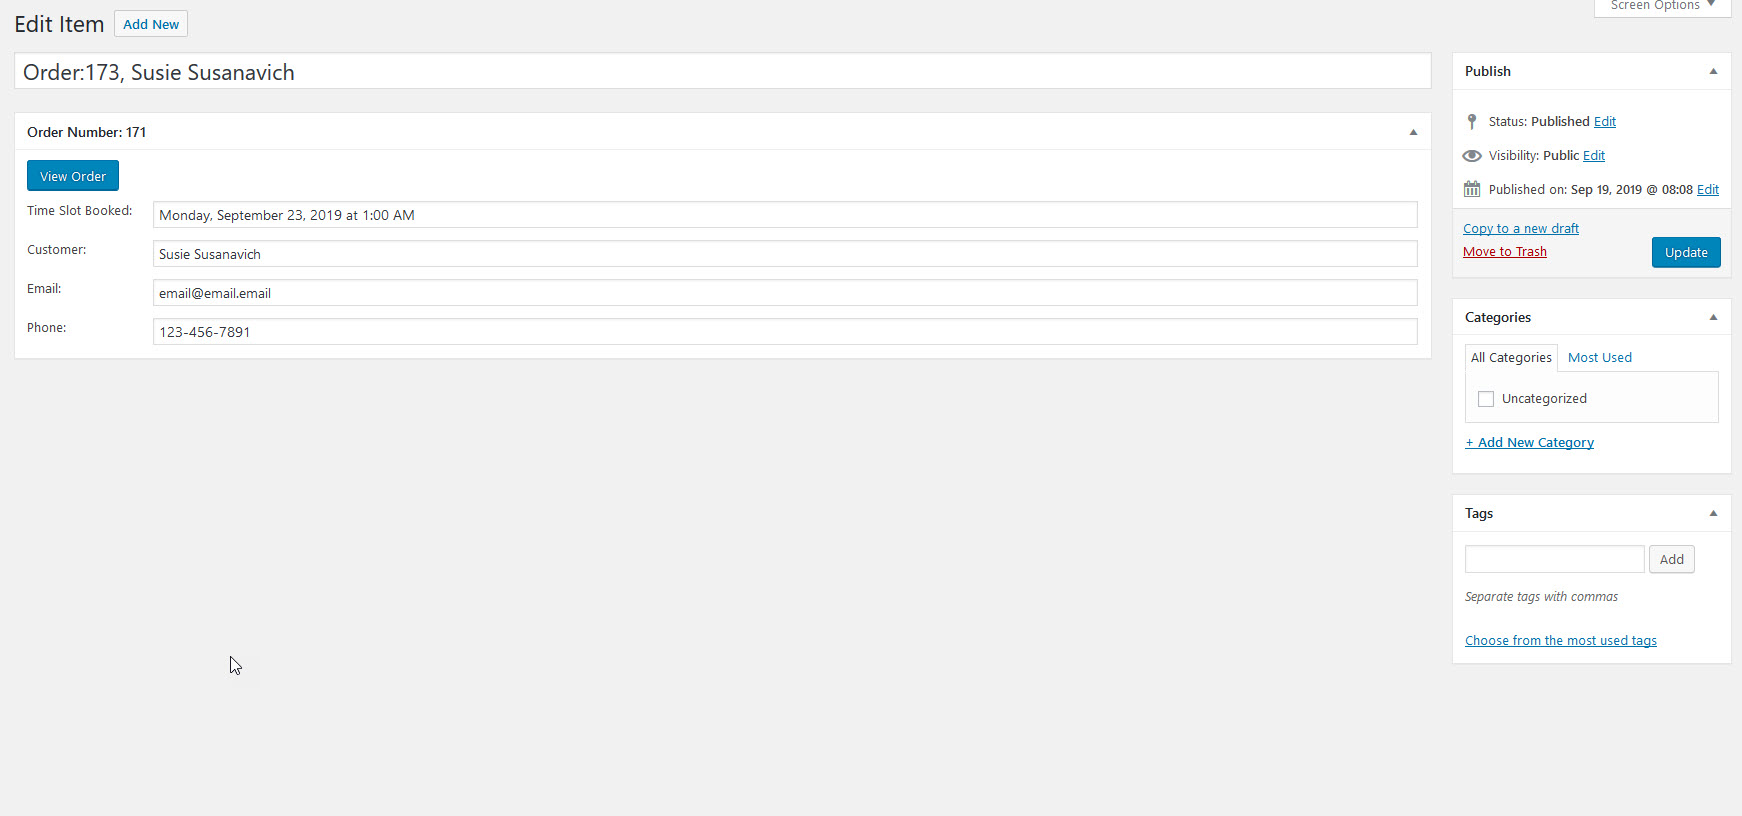 Screen Options
Edit Item Add New
Order:173, Susie Susanavich
Order Number: 171
View Order
Time Slot Booked: Monday, September 23, 2019 at 1:00 AM
Customer: Susie Susanavich
Email: email@email.email
Phone: 123-456-7891
Publish
Status: Published Edit
Visibility: Public Edit
Published on: Sep 19, 2019 @ 08:08 Edit
Copy to a new draft
Move to Trash Update
Categories
All Categories Most Used
Uncategorized
+ Add New Category
Tags
Add
Separate tags with commas
Choose from the most used tags